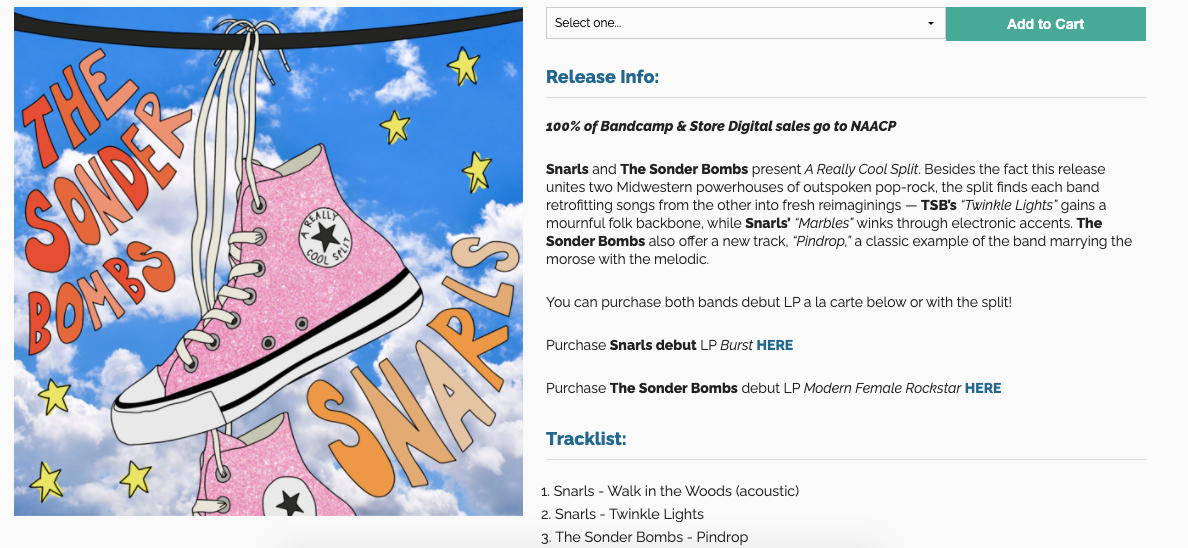 THE
SONDER
BOMBS
A REALLY
COOL SPLIT
SNARLS
Select one...
Add to Cart
Release Info:
100% of Bandcamp & Store Digital sales go to NAACP
Snarls and The Sonder Bombs present A Really Cool Split. Besides the fact this release
unites two Midwestern powerhouses of outspoken pop-rock, the split finds each band
retrofitting songs from the other into fresh reimaginings — TSB's "Twinkle Lights" gains a
mournful folk backbone, while Snarls' "Marbles" winks through electronic accents. The
Sonder Bombs also offer a new track, "Pindrop," a classic example of the band marrying the
morose with the melodic.
You can purchase both bands debut LP a la carte below or with the split!
Purchase Snarls debut LP Burst HERE
Purchase The Sonder Bombs debut LP Modern Female Rockstar HERE
Tracklist:
1. Snarls - Walk in the Woods (acoustic)
2. Snarls - Twinkle Lights
3. The Sonder Bombs - Pindrop